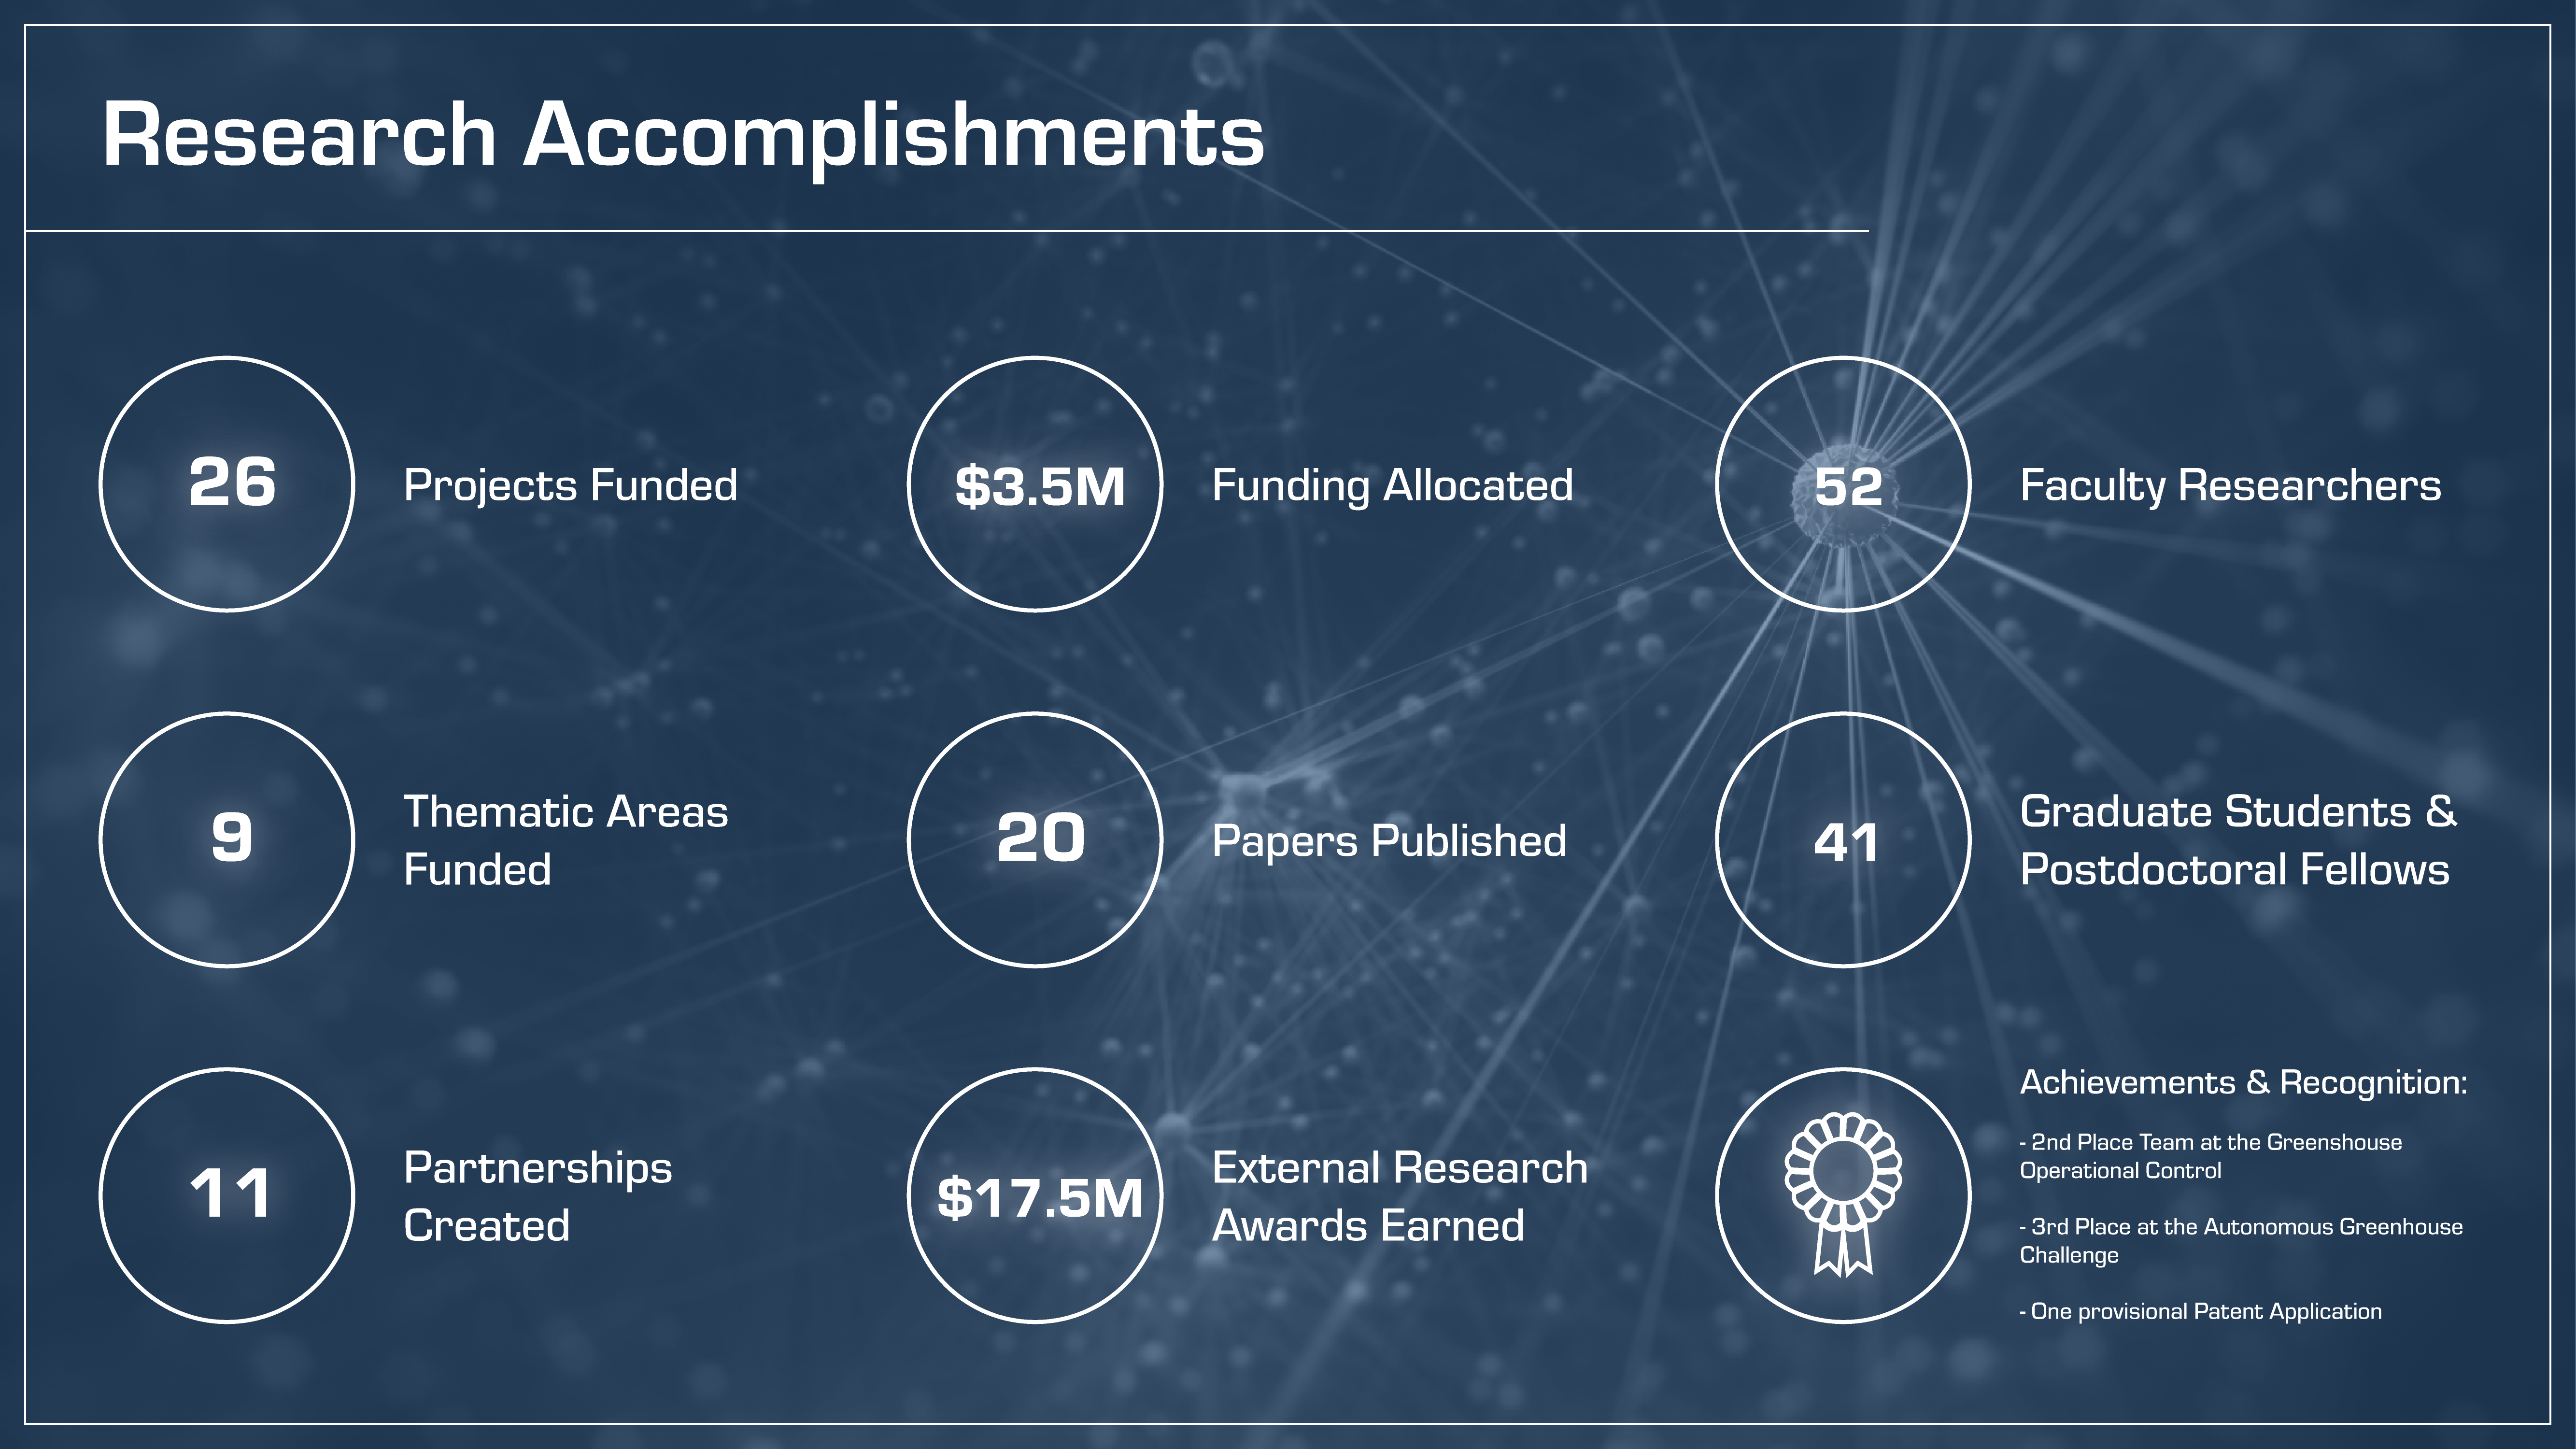 Research Accomplishments
26
Projects Funded
$3.5M
Funding Allocated
52
Faculty Researchers
9
Thematic Areas
Funded
20
Papers Published
41
Graduate Students &
Postdoctoral Fellows
11
Partnerships
Created
$17.5M
External Research
Awards Earned
Achievements & Recognition:
- 2nd Place Team at the Greenshouse
Operational Control
- 3rd Place at the Autonomous Greenhouse
Challenge
- One provisional Patent Application